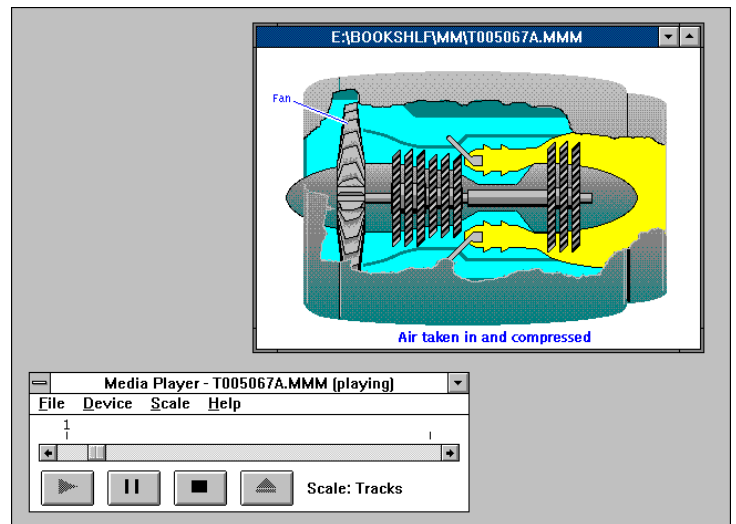 E:\BOOKSHLF\MM\T005067A.MMM
Fan
Air taken in and compressed
Media Player - T005067A.MMM (playing)
File Device Scale Help
1
Scale: Tracks